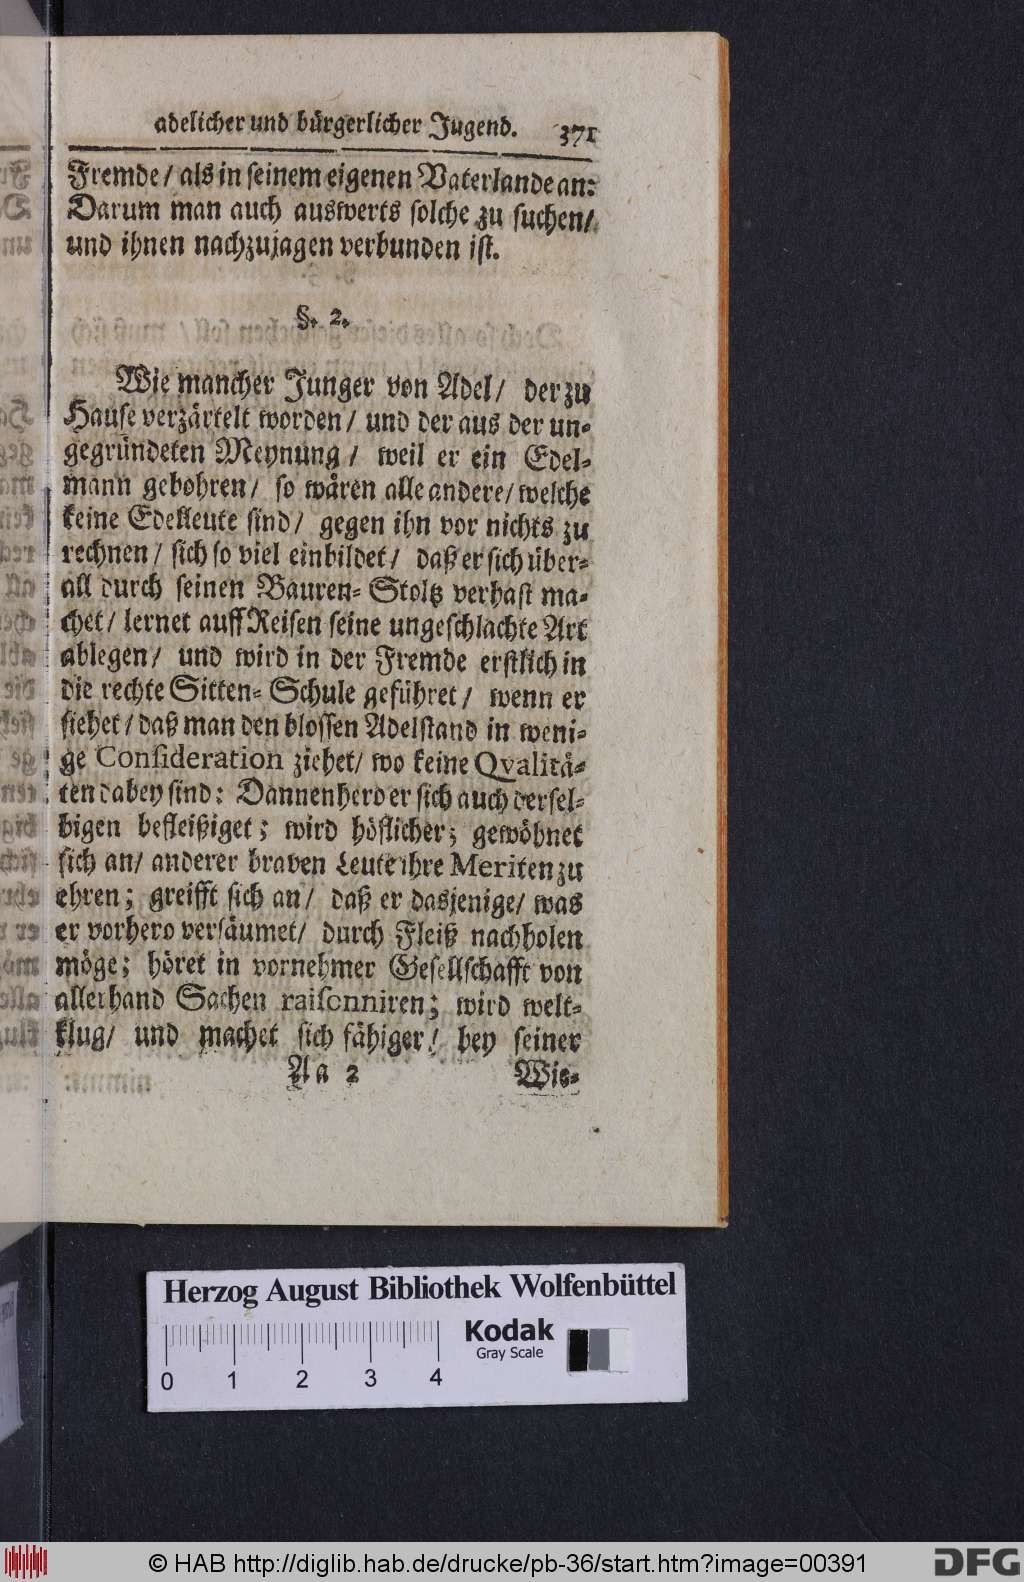 adelicher und bürgerlicher Jugend. 371
Fremde / als in seinem eigenen Vaterlande an:
Darum man auch auswerts solche zu suchen /
und ihnen nachzujagen verbunden ist.
§. 2.
Wie mancher Junger von Adel / der zu
Hause verzärtelt worden / und der aus der un-
gegründeten Meynung / weil er ein Edel-
mann gebohren / so wären alle andere / welche
keine Edelleute sind / gegen ihn vor nichts zu
rechnen / sich so viel einbildet / daß er sich über-
all durch seinen Bauren-Stoltz verhast ma-
chet / lernet auff Reisen seine ungeschlachte Art
ablegen / und wird in der Fremde erstlich in
die rechte Sitten-Schule geführet / wenn er
siehet / daß man den blossen Adelstand in weni-
ge Consideration ziehet / wo keine Qvalitä-
ten dabey sind: Dannenhero er sich auch dersel-
bigen befleißiget; wird höflicher; gewöhnet
sich an / anderer braven Leute ihre Meriten zu
ehren; greifft sich an / daß er dasjenige / was
er vorhero versäumet / durch Fleiß nachholen
möge; höret in vornehmer Gesellschafft von
allerhand Sachen raisonniren; wird welt-
klug / und machet sich fähiger / bey seiner
Aa 2 Wie-
Herzog August Bibliothek Wolfenbüttel
Kodak
Gray Scale
0 1 2 3 4
© HAB http://diglib.hab.de/drucke/pb-36/start.htm?image=00391
DFG